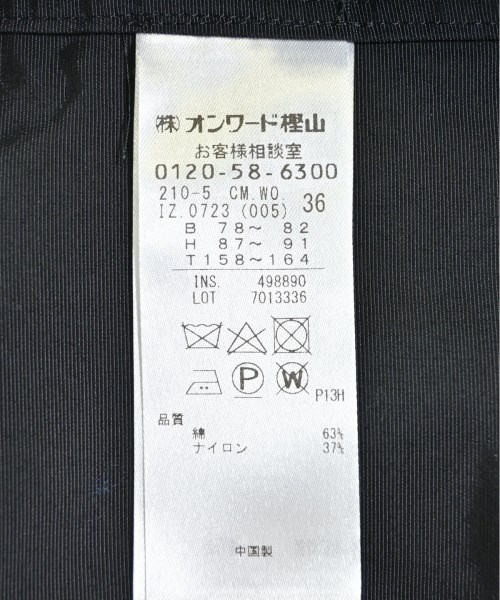 (株)オンワード樫山
お客様相談室
0120-58-6300
210-5 CM.WO.
IZ.0723 (005) 36
B 78～ 82
H 87～ 91
T158～164
INS. 498890
LOT 7013336
P W
P13H
品質
綿 63%
ナイロン 37%
中国製